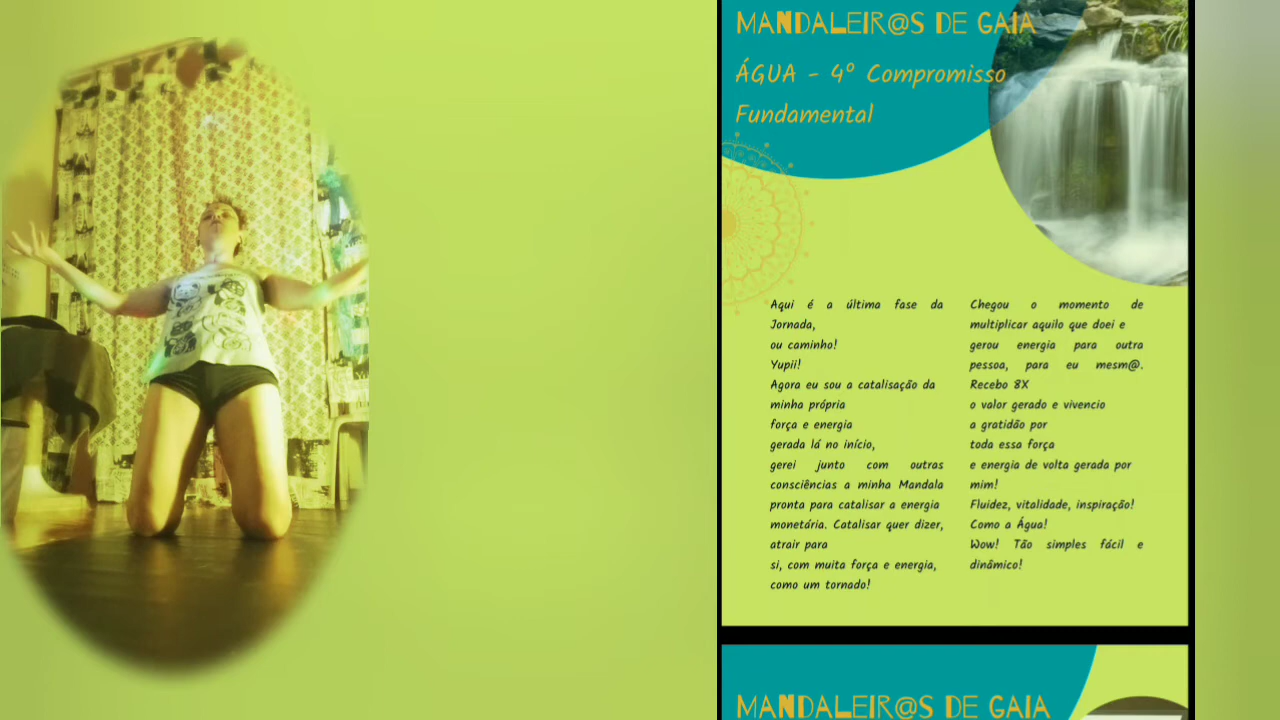 MANDALEIR@S DE GAIA
ÁGUA - 4º Compromisso
Fundamental
Aqui é a última fase da
Jornada,
ou caminho!
Yupii!
Agora eu sou a catalisação da
minha própria
força e energia
gerada lá no início,
gerei junto com outras
consciências a minha Mandala
pronta para catalisar a energia
monetária. Catalisar quer dizer,
atrair para
si, com muita força e energia,
como um tornado!
Chegou o momento de
multiplicar aquilo que doei e
gerou energia para outra
pessoa, para eu mesm@.
Recebo 8X
o valor gerado e vivencio
a gratidão por
toda essa força
e energia de volta gerada por
mim!
Fluidez, vitalidade, inspiração!
Como a Água!
Wow! Tão simples fácil e
dinâmico!
MANDALEIR@S DE GAIA